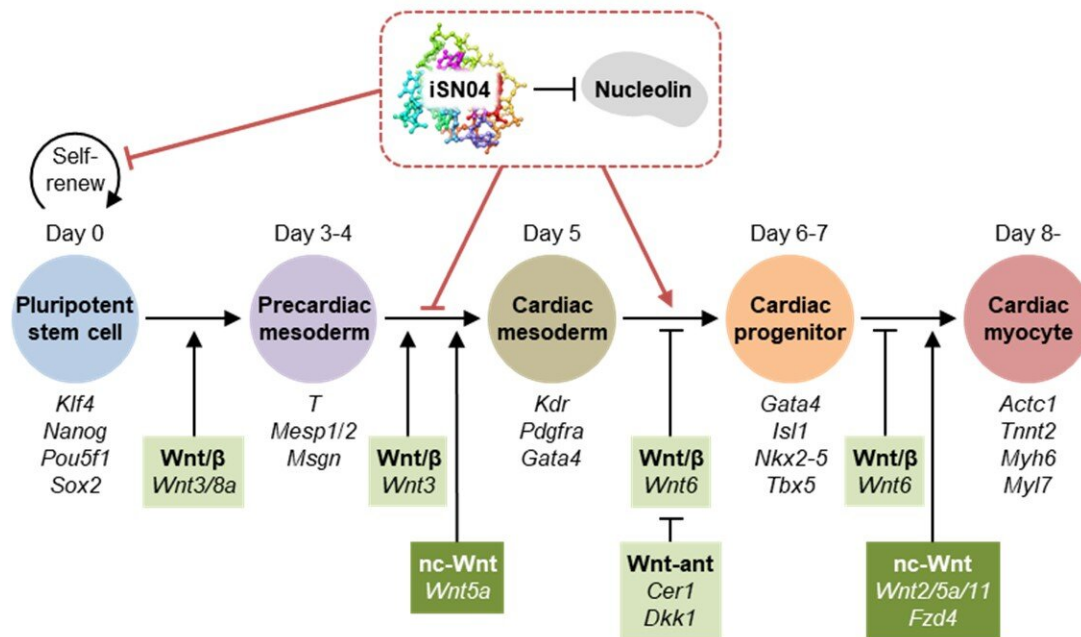 iSN04
Nucleolin
Self-
renew
Day 0
Day 3-4
Day 5
Day 6-7
Day 8-
Pluripotent
stem cell
Precardiac
mesoderm
Cardiac
mesoderm
Cardiac
progenitor
Cardiac
myocyte
Klf4
Nanog
Pou5f1
Sox2
T
Mesp1/2
Msgn
Kdr
Pdgfra
Gata4
Gata4
Isl1
Nkx2-5
Tbx5
Actc1
Tnnt2
Myh6
Myl7
Wnt/β
Wnt3/8a
Wnt/β
Wnt3
Wnt/β
Wnt6
Wnt/β
Wnt6
nc-Wnt
Wnt5a
Wnt-ant
Cer1
Dkk1
nc-Wnt
Wnt2/5a/11
Fzd4